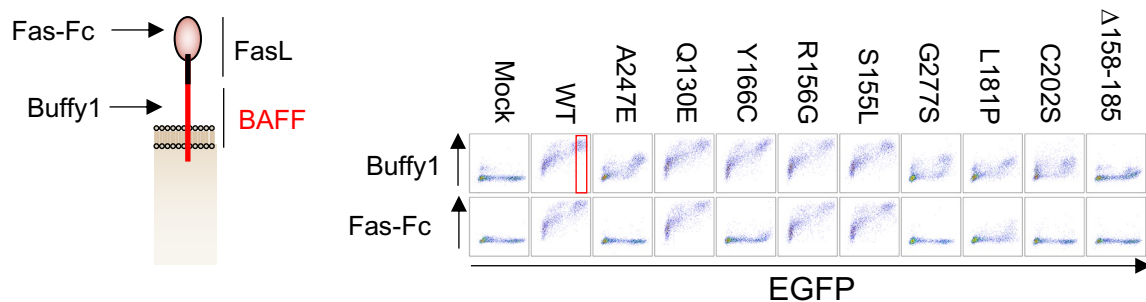 Fas-Fc
FasL
Buffy1
BAFF
Mock
WT
A247E
Q130E
Y166C
R156G
S155L
G277S
L181P
C202S
Δ158-185
Buffy1
Fas-Fc
EGFP